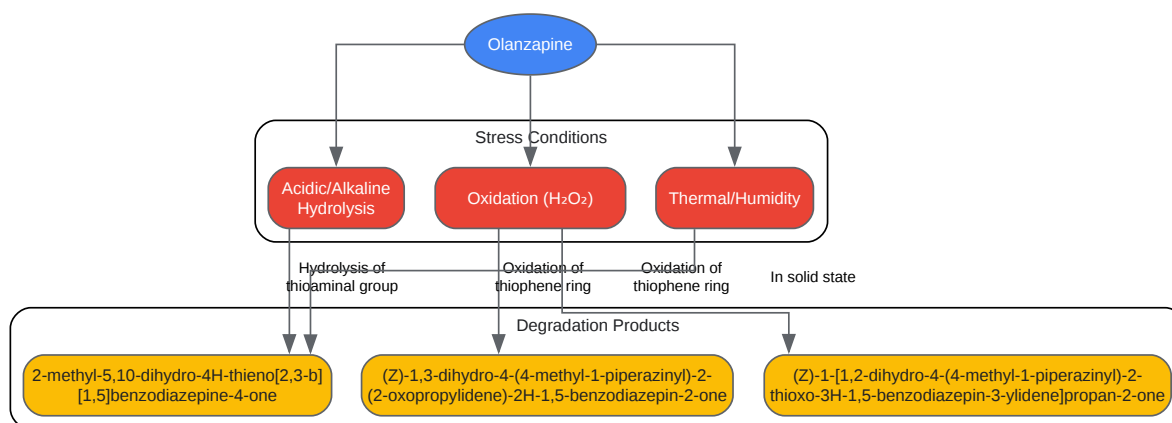 Olanzapine
Stress Conditions
Acidic/Alkaline
Hydrolysis
Oxidation (H₂O₂)
Thermal/Humidity
Hydrolysis of
thioaminal group
Oxidation of
thiophene ring
Oxidation of
thiophene ring
In solid state
Degradation Products
2-methyl-5,10-dihydro-4H-thieno[2,3-b]
[1,5]benzodiazepine-4-one
(Z)-1,3-dihydro-4-(4-methyl-1-piperazinyl)-2-
(2-oxopropylidene)-2H-1,5-benzodiazepin-2-one
(Z)-1-[1,2-dihydro-4-(4-methyl-1-piperazinyl)-2-
thioxo-3H-1,5-benzodiazepin-3-ylidene]propan-2-one